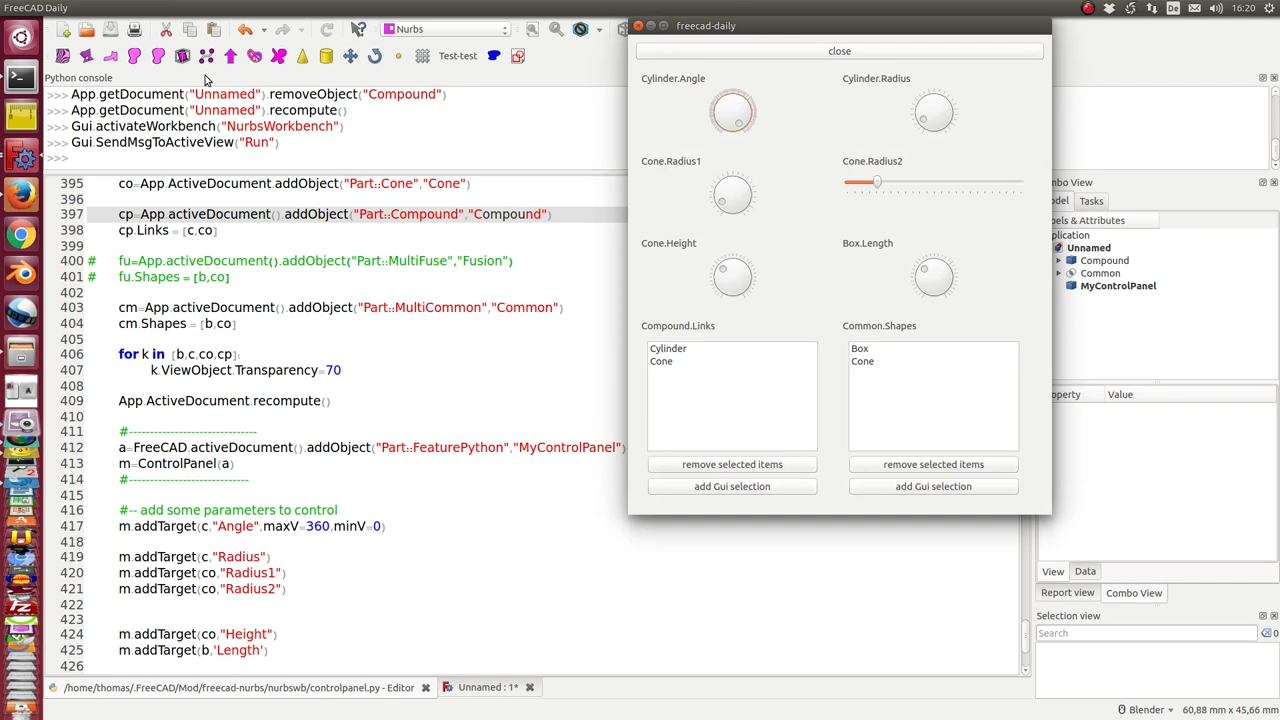 FreeCAD Daily
De
16:20
Nurbs
Test-test
Python console
>>> App.getDocument("Unnamed").removeObject("Compound")
>>> App.getDocument("Unnamed").recompute()
>>> Gui.activateWorkbench("NurbsWorkbench")
>>> Gui.SendMsgToActiveView("Run")
>>>
395 co=App.ActiveDocument.addObject("Part::Cone","Cone")
396
397 cp=App.activeDocument().addObject("Part::Compound","Compound")
398 cp.Links = [c,co]
399
400 # fu=App.activeDocument().addObject("Part::MultiFuse","Fusion")
401 # fu.Shapes = [b,co]
402
403 cm=App.activeDocument().addObject("Part::MultiCommon","Common")
404 cm.Shapes = [b,co]
405
406 for k in [b,c,co,cp]:
407 k.ViewObject.Transparency=70
408
409 App.ActiveDocument.recompute()
410
411 #-----------------------------
412 a=FreeCAD.activeDocument().addObject("Part::FeaturePython","MyControlPanel")
413 m=ControlPanel(a)
414 #---------------------------
415
416 #-- add some parameters to control
417 m.addTarget(c,"Angle",maxV=360,minV=0)
418
419 m.addTarget(c,"Radius")
420 m.addTarget(co,"Radius1")
421 m.addTarget(co,"Radius2")
422
423
424 m.addTarget(co,"Height")
425 m.addTarget(b,'Length')
426
/home/thomas/.FreeCAD/Mod/freecad-nurbs/nurbswb/controlpanel.py - Editor
Unnamed : 1*
freecad-daily
close
Cylinder.Angle
Cylinder.Radius
Cone.Radius1
Cone.Radius2
Cone.Height
Box.Length
Compound.Links
Common.Shapes
Cylinder
Cone
Box
Cone
remove selected items
remove selected items
add Gui selection
add Gui selection
ombo View
odel
Tasks
bels & Attributes
plication
Unnamed
Compound
Common
MyControlPanel
operty
Value
View
Data
Report view
Combo View
Selection view
Search
0
Blender
60,88 mm x 45,66 mm